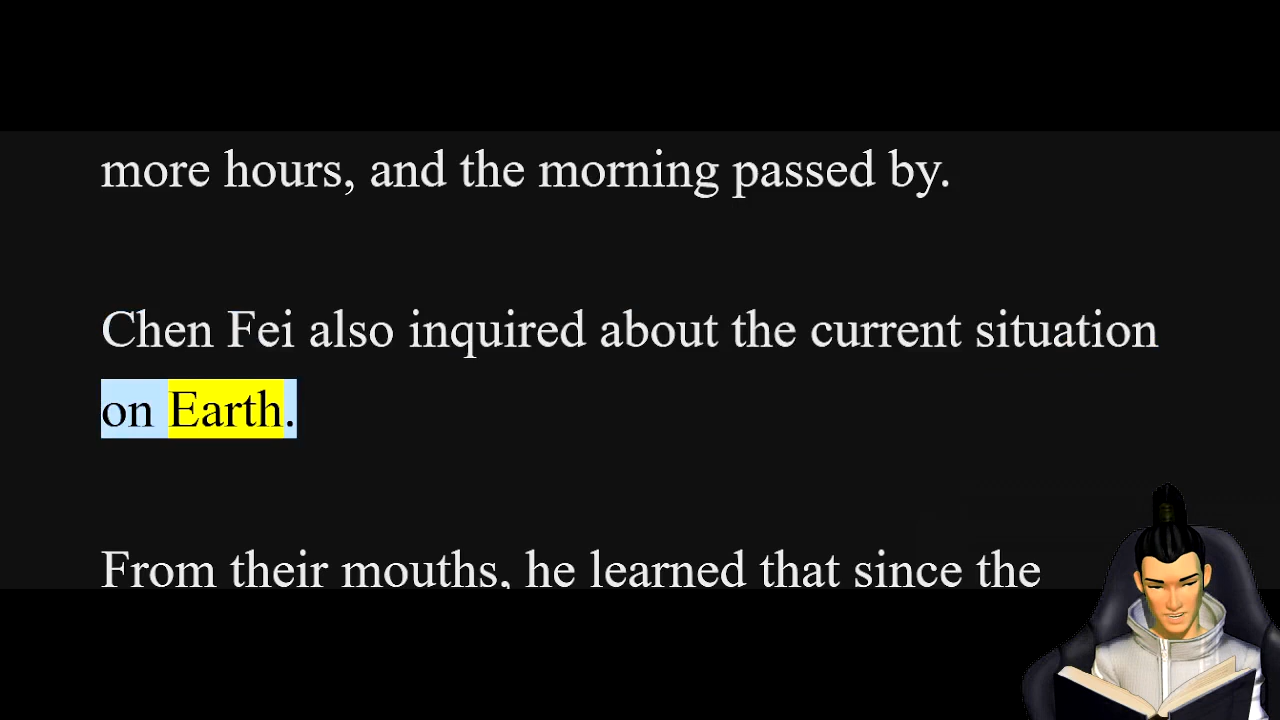 more hours, and the morning passed by.
Chen Fei also inquired about the current situation
on Earth.
From their mouths, he learned that since the